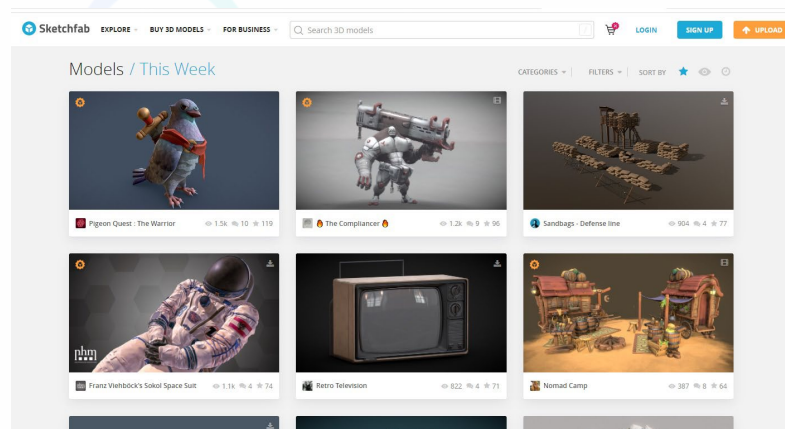 Sketchfab EXPLORE BUY 3D MODELS FOR BUSINESS Search 3D models / LOGIN SIGN UP UPLOAD
Models / This Week
CATEGORIES FILTERS SORT BY
Pigeon Quest : The Warrior 1.5k 10 119
The Compliancer 1.2k 9 96
Sandbags - Defense line 904 4 77
nhm
Franz Viehböck's Sokol Space Suit 1.1k 4 74
Retro Television 822 4 71
Nomad Camp 387 8 64